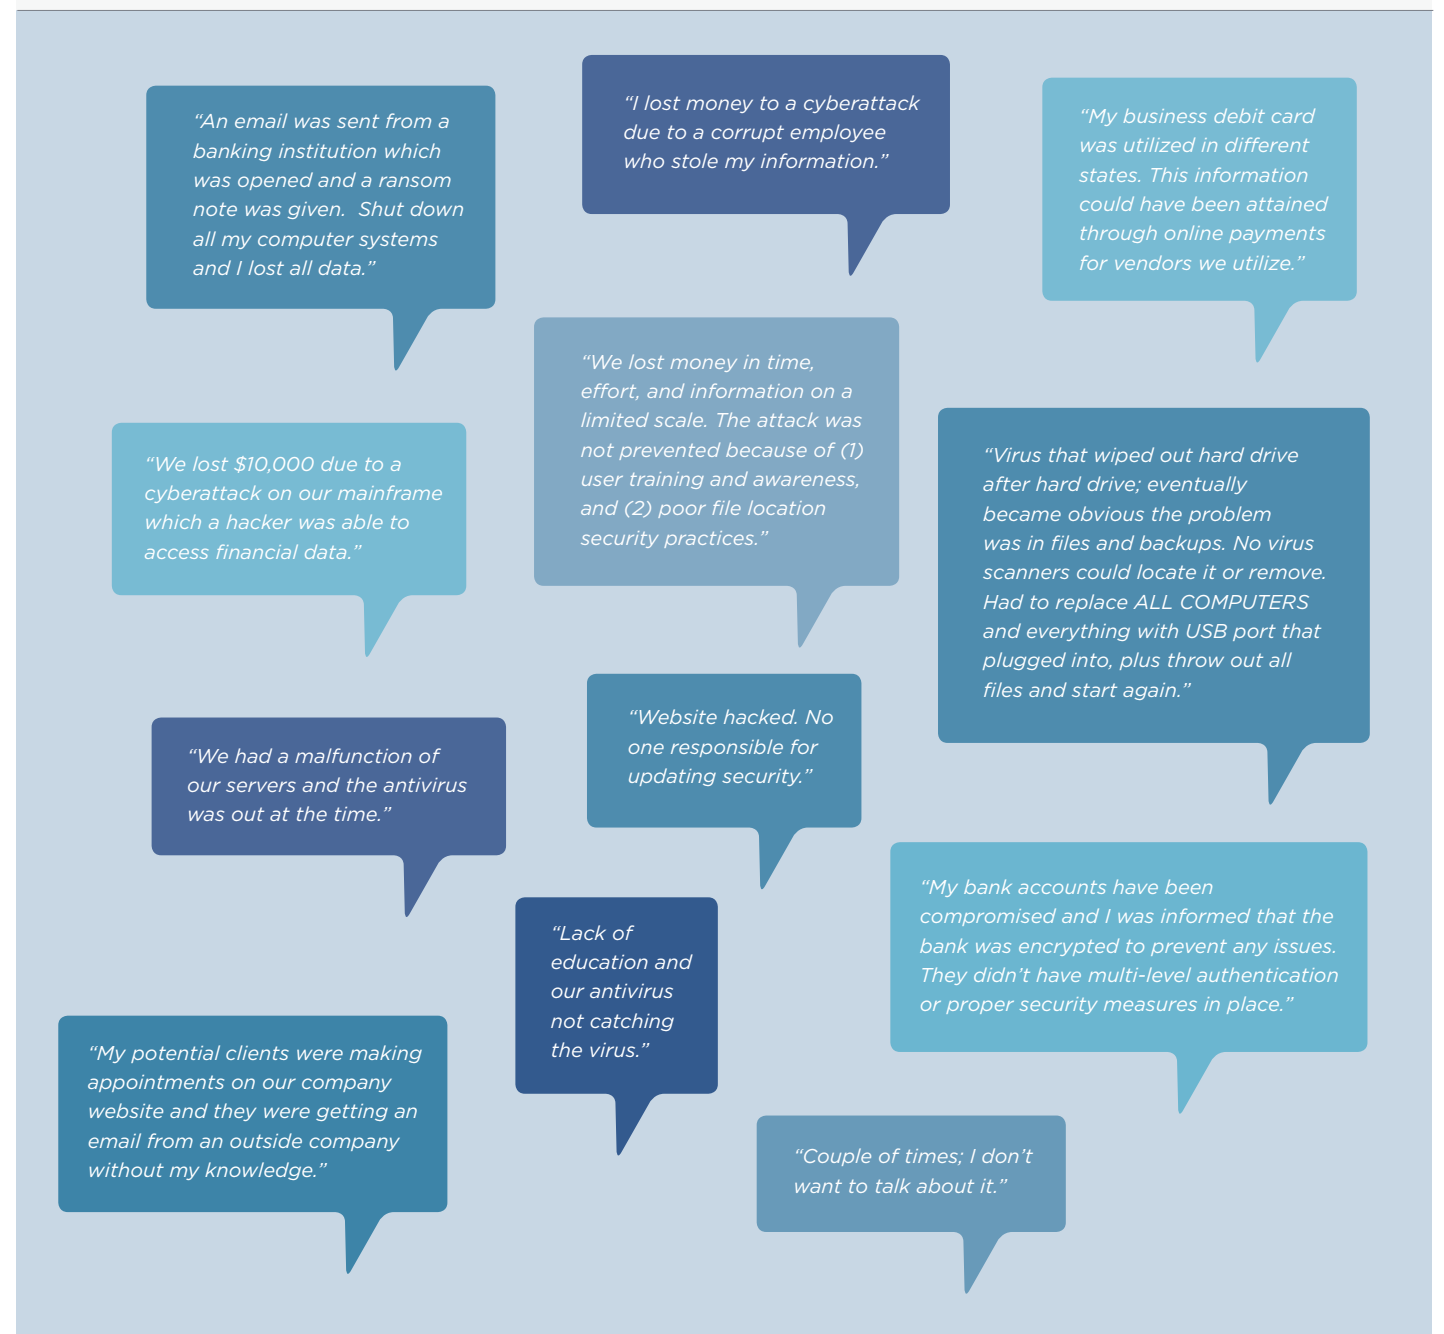 “An email was sent from a
banking institution which
was opened and a ransom
note was given.  Shut down
all my computer systems
and I lost all data.”
“I lost money to a cyberattack
due to a corrupt employee
who stole my information.”
“My business debit card
was utilized in different
states. This information
could have been attained
through online payments
for vendors we utilize.”
“We lost money in time,
effort, and information on a
limited scale. The attack was
not prevented because of (1)
user training and awareness,
and (2) poor file location
security practices.”
“We lost $10,000 due to a
cyberattack on our mainframe
which a hacker was able to
access financial data.”
“Virus that wiped out hard drive
after hard drive; eventually
became obvious the problem
was in files and backups. No virus
scanners could locate it or remove.
Had to replace ALL COMPUTERS
and everything with USB port that
plugged into, plus throw out all
files and start again.”
“Website hacked. No
one responsible for
updating security.”
“We had a malfunction of
our servers and the antivirus
was out at the time.”
“My bank accounts have been
compromised and I was informed that the
bank was encrypted to prevent any issues.
They didn’t have multi-level authentication
or proper security measures in place.”
“Lack of
education and
our antivirus
not catching
the virus.”
“My potential clients were making
appointments on our company
website and they were getting an
email from an outside company
without my knowledge.”
“Couple of times; I don’t
want to talk about it.”